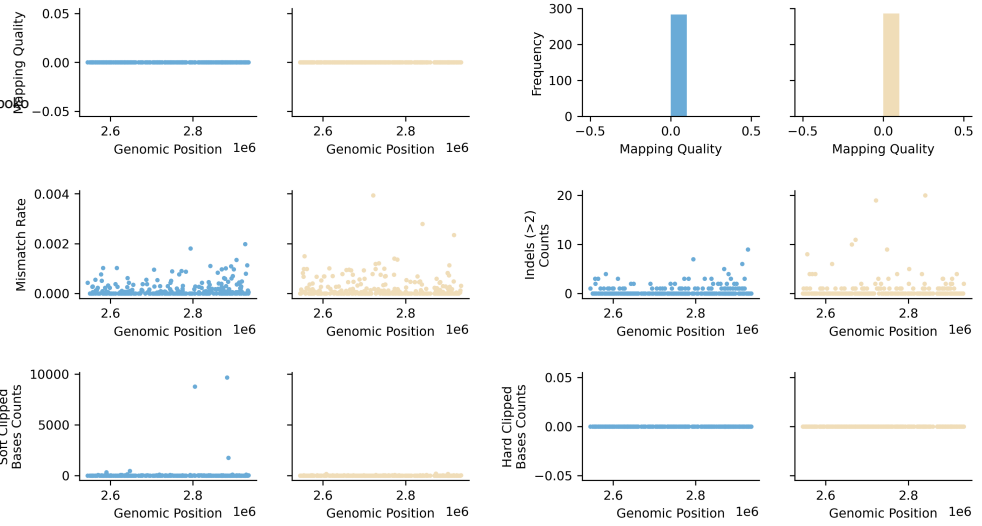 0.05
0.00
−0.05
Mapping Quality
2.6
2.8
Genomic Position
1e6
2.6
2.8
Genomic Position
1e6
300
200
100
0
Frequency
−0.5
0.0
0.5
Mapping Quality
−0.5
0.0
0.5
Mapping Quality
0.004
0.002
0.000
Mismatch Rate
2.6
2.8
Genomic Position
1e6
2.6
2.8
Genomic Position
1e6
20
10
0
Indels (>2)
Counts
2.6
2.8
Genomic Position
1e6
2.6
2.8
Genomic Position
1e6
10000
5000
0
Soft Clipped
Bases Counts
2.6
2.8
Genomic Position
1e6
2.6
2.8
Genomic Position
1e6
0.05
0.00
−0.05
Hard Clipped
Bases Counts
2.6
2.8
Genomic Position
1e6
2.6
2.8
Genomic Position
1e6